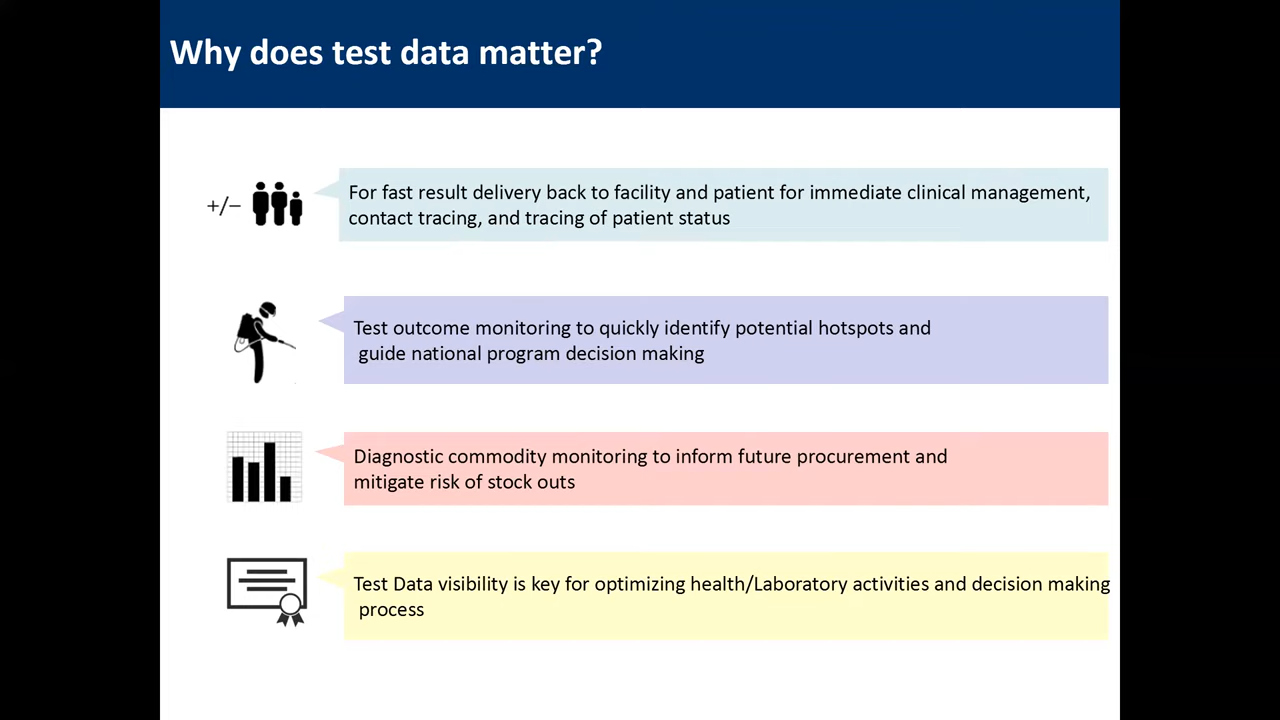 Why does test data matter?
+/−
For fast result delivery back to facility and patient for immediate clinical management,
contact tracing, and tracing of patient status
Test outcome monitoring to quickly identify potential hotspots and
guide national program decision making
Diagnostic commodity monitoring to inform future procurement and
mitigate risk of stock outs
Test Data visibility is key for optimizing health/Laboratory activities and decision making
process